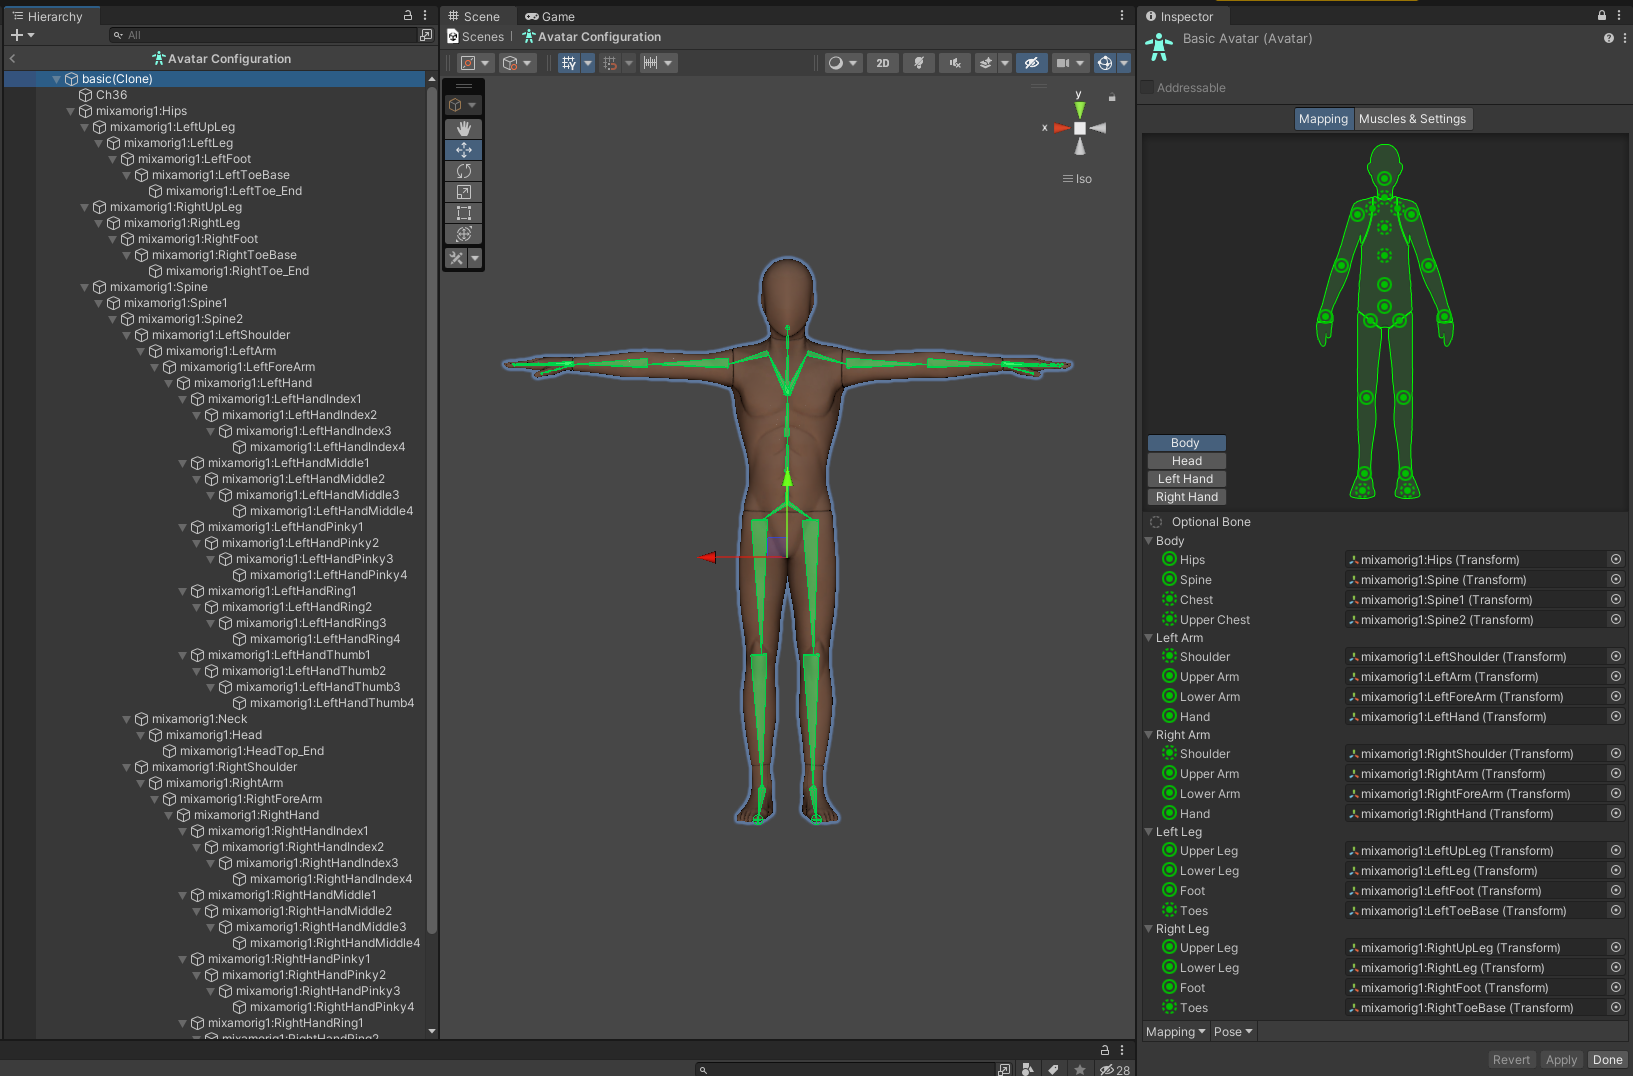 Hierarchy
All
Avatar Configuration
basic(Clone)
Ch36
mixamorig1:Hips
mixamorig1:LeftUpLeg
mixamorig1:LeftLeg
mixamorig1:LeftFoot
mixamorig1:LeftToeBase
mixamorig1:LeftToe_End
mixamorig1:RightUpLeg
mixamorig1:RightLeg
mixamorig1:RightFoot
mixamorig1:RightToeBase
mixamorig1:RightToe_End
mixamorig1:Spine
mixamorig1:Spine1
mixamorig1:Spine2
mixamorig1:LeftShoulder
mixamorig1:LeftArm
mixamorig1:LeftForeArm
mixamorig1:LeftHand
mixamorig1:LeftHandIndex1
mixamorig1:LeftHandIndex2
mixamorig1:LeftHandIndex3
mixamorig1:LeftHandIndex4
mixamorig1:LeftHandMiddle1
mixamorig1:LeftHandMiddle2
mixamorig1:LeftHandMiddle3
mixamorig1:LeftHandMiddle4
mixamorig1:LeftHandPinky1
mixamorig1:LeftHandPinky2
mixamorig1:LeftHandPinky3
mixamorig1:LeftHandPinky4
mixamorig1:LeftHandRing1
mixamorig1:LeftHandRing2
mixamorig1:LeftHandRing3
mixamorig1:LeftHandRing4
mixamorig1:LeftHandThumb1
mixamorig1:LeftHandThumb2
mixamorig1:LeftHandThumb3
mixamorig1:LeftHandThumb4
mixamorig1:Neck
mixamorig1:Head
mixamorig1:HeadTop_End
mixamorig1:RightShoulder
mixamorig1:RightArm
mixamorig1:RightForeArm
mixamorig1:RightHand
mixamorig1:RightHandIndex1
mixamorig1:RightHandIndex2
mixamorig1:RightHandIndex3
mixamorig1:RightHandIndex4
mixamorig1:RightHandMiddle1
mixamorig1:RightHandMiddle2
mixamorig1:RightHandMiddle3
mixamorig1:RightHandMiddle4
mixamorig1:RightHandPinky1
mixamorig1:RightHandPinky2
mixamorig1:RightHandPinky3
mixamorig1:RightHandPinky4
mixamorig1:RightHandRing1
mixamorig1:RightHandRing2
Scene Game
Scenes | Avatar Configuration
2D
y
x
Iso
28
Inspector
Basic Avatar (Avatar)
Addressable
Mapping Muscles & Settings
Body
Head
Left Hand
Right Hand
Optional Bone
Body
Hips mixamorig1:Hips (Transform)
Spine mixamorig1:Spine (Transform)
Chest mixamorig1:Spine1 (Transform)
Upper Chest mixamorig1:Spine2 (Transform)
Left Arm
Shoulder mixamorig1:LeftShoulder (Transform)
Upper Arm mixamorig1:LeftArm (Transform)
Lower Arm mixamorig1:LeftForeArm (Transform)
Hand mixamorig1:LeftHand (Transform)
Right Arm
Shoulder mixamorig1:RightShoulder (Transform)
Upper Arm mixamorig1:RightArm (Transform)
Lower Arm mixamorig1:RightForeArm (Transform)
Hand mixamorig1:RightHand (Transform)
Left Leg
Upper Leg mixamorig1:LeftUpLeg (Transform)
Lower Leg mixamorig1:LeftLeg (Transform)
Foot mixamorig1:LeftFoot (Transform)
Toes mixamorig1:LeftToeBase (Transform)
Right Leg
Upper Leg mixamorig1:RightUpLeg (Transform)
Lower Leg mixamorig1:RightLeg (Transform)
Foot mixamorig1:RightFoot (Transform)
Toes mixamorig1:RightToeBase (Transform)
Mapping Pose
Revert Apply Done